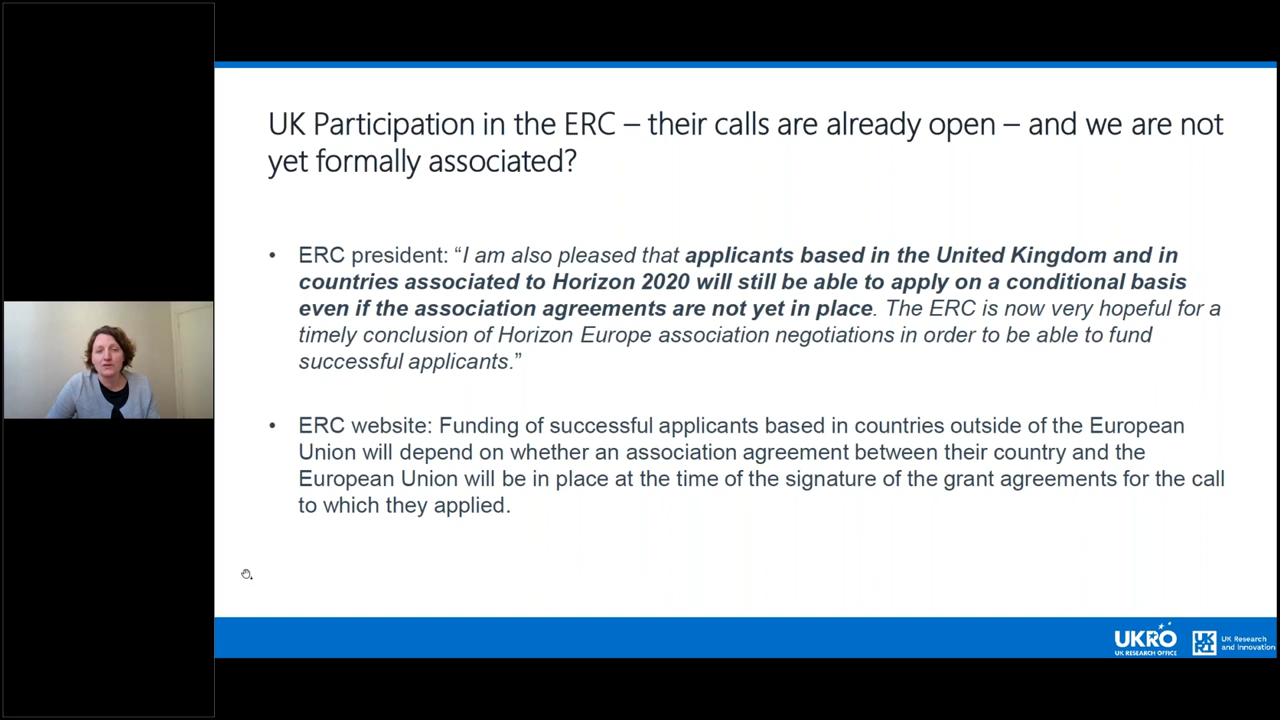 UK Participation in the ERC – their calls are already open – and we are not
yet formally associated?
• ERC president: “I am also pleased that applicants based in the United Kingdom and in
countries associated to Horizon 2020 will still be able to apply on a conditional basis
even if the association agreements are not yet in place. The ERC is now very hopeful for a
timely conclusion of Horizon Europe association negotiations in order to be able to fund
successful applicants.”
• ERC website: Funding of successful applicants based in countries outside of the European
Union will depend on whether an association agreement between their country and the
European Union will be in place at the time of the signature of the grant agreements for the call
to which they applied.
UKRO
UK RESEARCH OFFICE
UKRI
UK Research
and Innovation